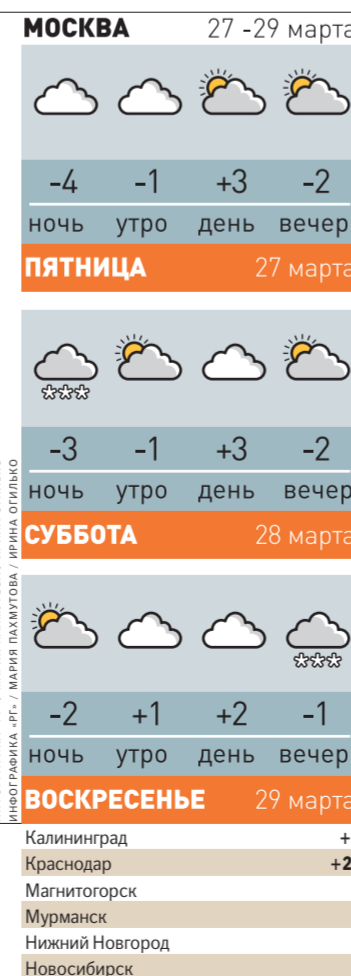 МОСКВА 27 -29 марта
-4 -1 +3 -2
ночь утро день вечер
ПЯТНИЦА 27 марта
-3 -1 +3 -2
ночь утро день вечер
СУББОТА 28 марта
-2 +1 +2 -1
ночь утро день вечер
ВОСКРЕСЕНЬЕ 29 марта
ИНФОГРАФИКА «РГ» / МАРИЯ ПАХМУТОВА / ИРИНА ОГИЛЬКО
Калининград +
Краснодар +2
Магнитогорск
Мурманск
Нижний Новгород
Новосибирск